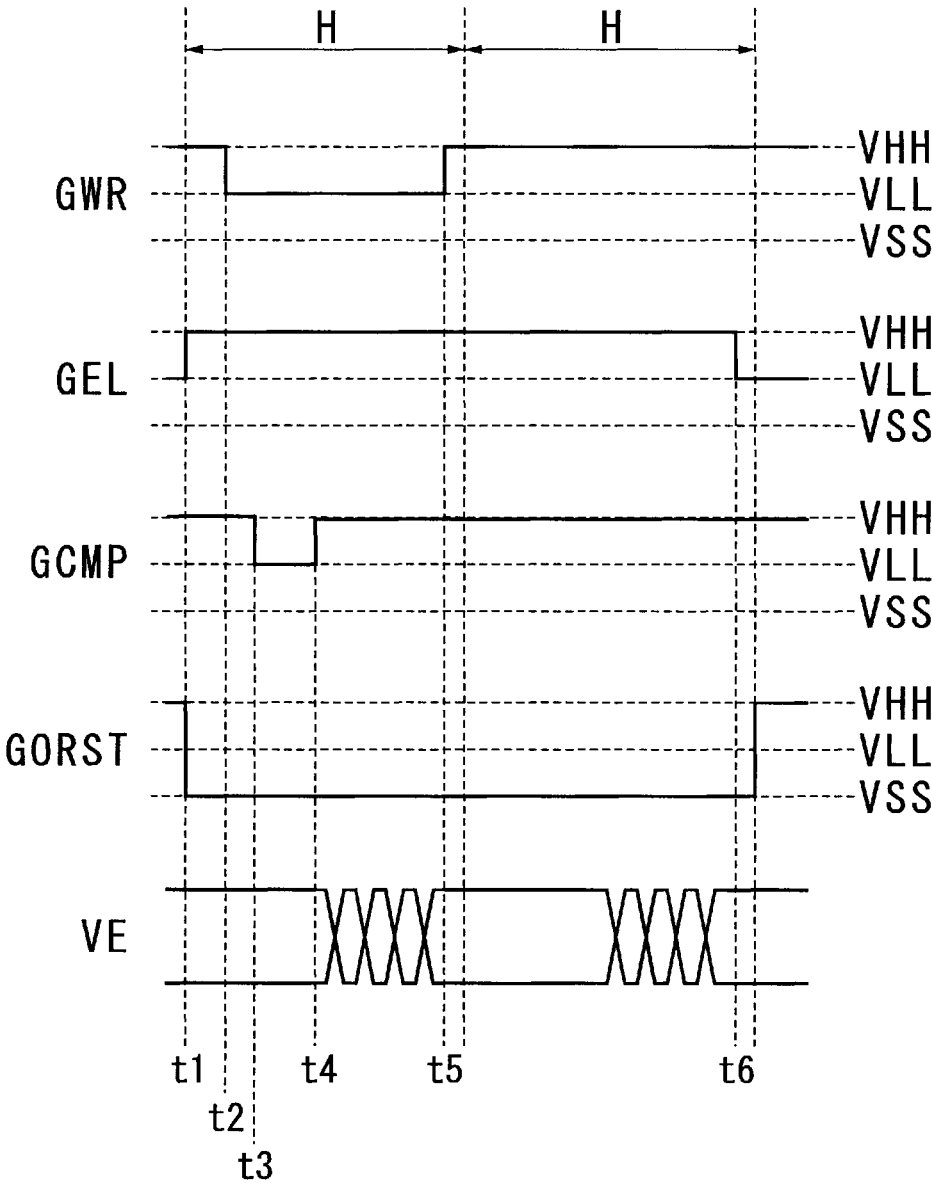 H H
VHH
GWR VLL
VSS
VHH
GEL VLL
VSS
VHH
GCMP VLL
VSS
VHH
GORST VLL
VSS
VE
t1 t4 t5 t6
t2
t3